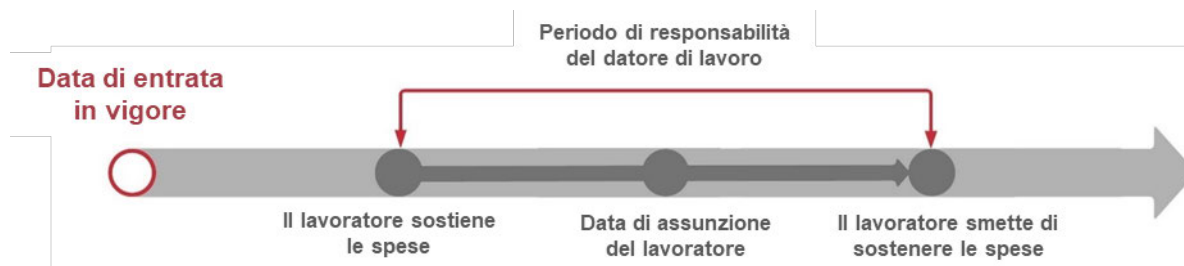 Periodo di responsabilità
del datore di lavoro
Data di entrata
in vigore
Il lavoratore sostiene
le spese
Data di assunzione
del lavoratore
Il lavoratore smette di
sostenere le spese